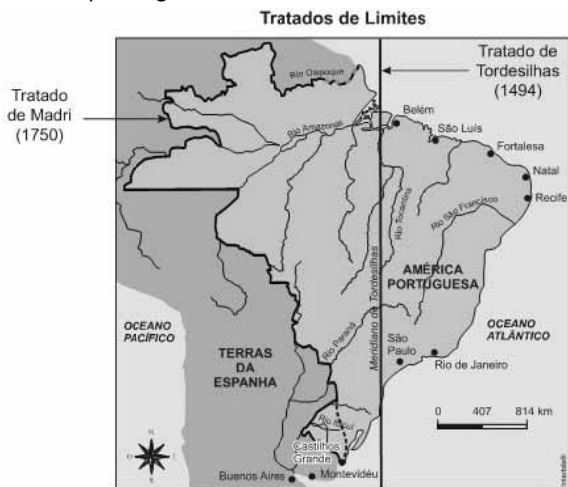 Tratados de Limites
Tratado
de Madri
(1750)
Tratado de
Tordesilhas
(1494)
Rio Oiapoque
Rio Amazonas
Belém
São Luís
Fortalesa
Natal
Recife
Rio Tocantins
Rio São Francisco
Meridiano de Tordesilhas
AMÉRICA
PORTUGUESA
OCEANO
PACÍFICO
OCEANO
ATLÂNTICO
TERRAS
DA
ESPANHA
Rio Paraná
São
Paulo
Rio de Janeiro
0 407 814 km
Castilhos
Grande
Buenos Aires
Montevidéu
N
S